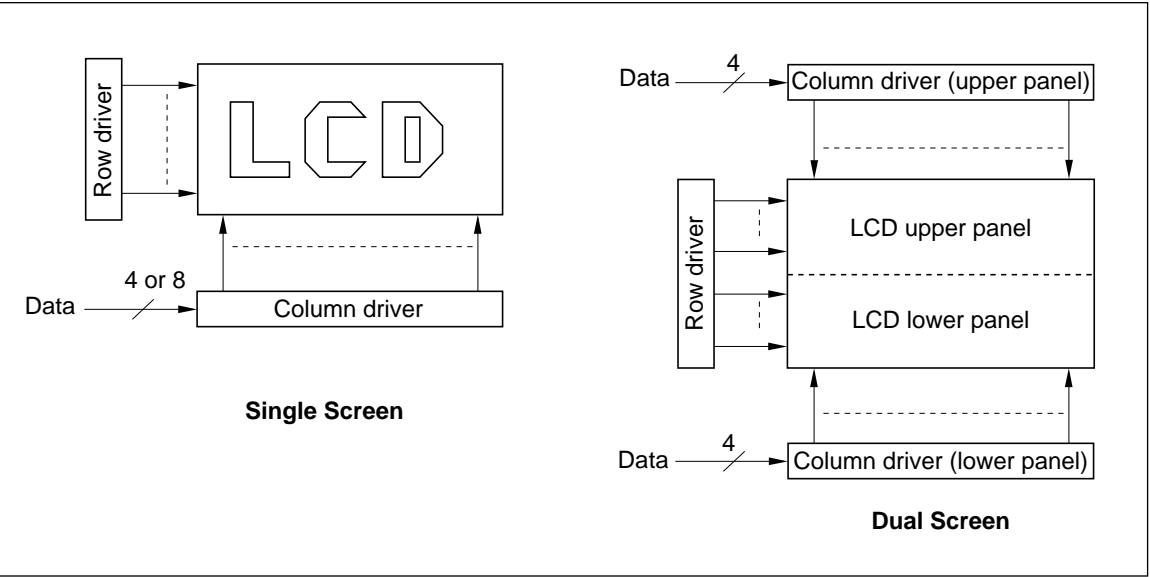 Row driver
LCD
4 or 8
Data
Column driver
Single Screen
Data
4
Column driver (upper panel)
Row driver
LCD upper panel
LCD lower panel
Data
4
Column driver (lower panel)
Dual Screen